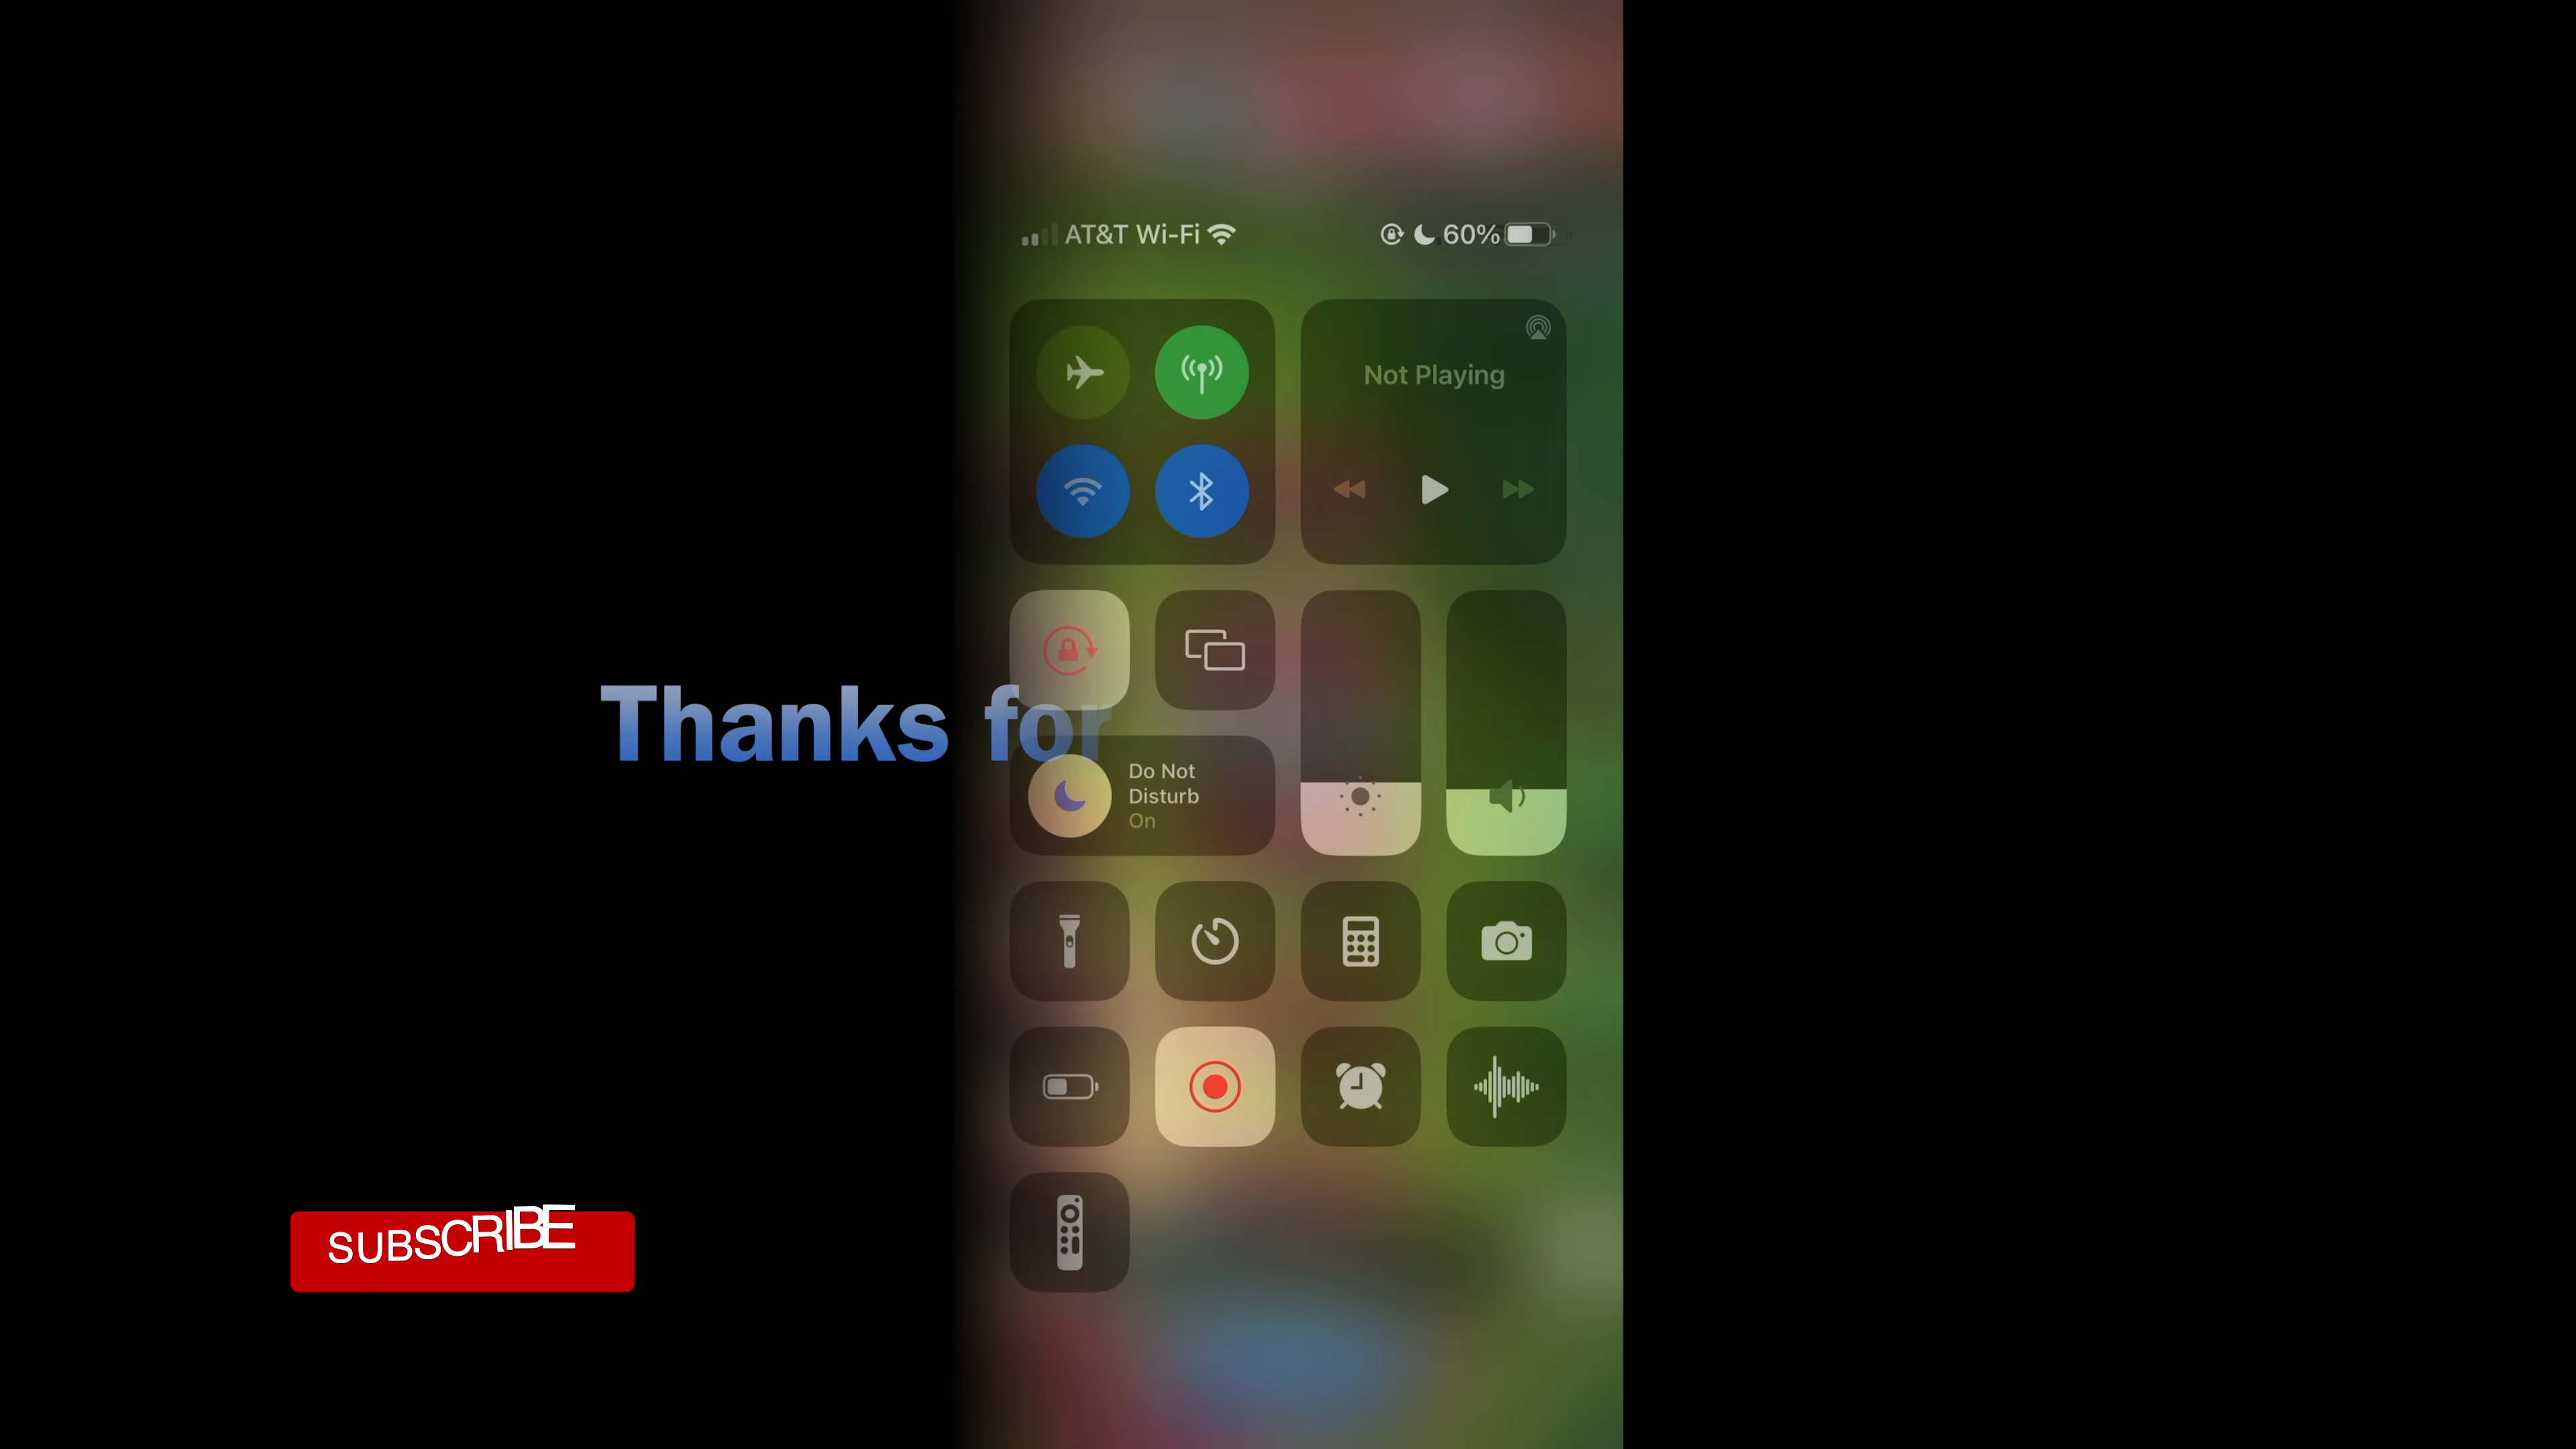 AT&T Wi-Fi
60%
Not Playing
Thanks for
Do Not
Disturb
On
SUBSCRIBE